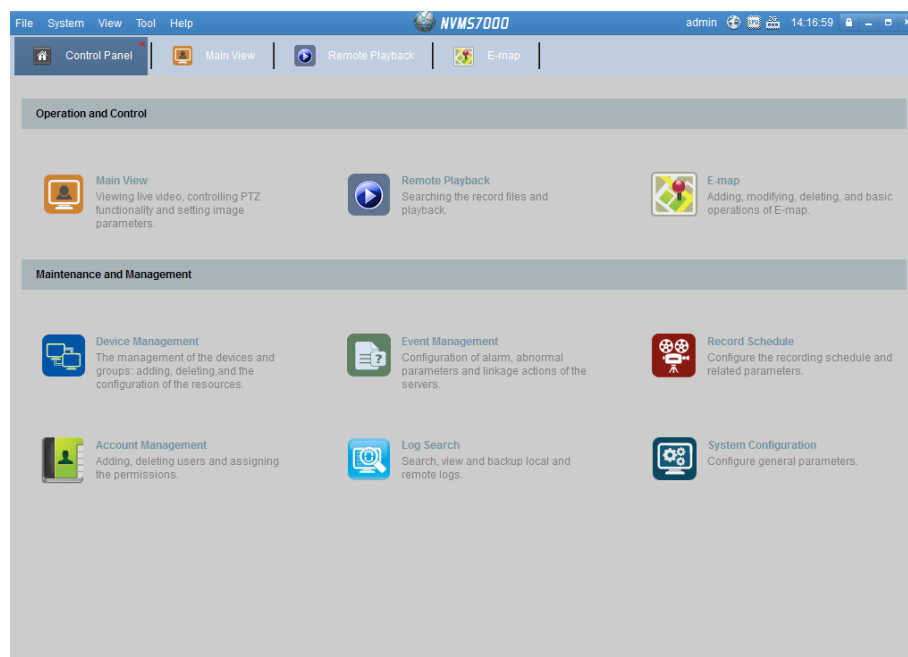 File System View Tool Help NVMS7000 admin 14:16:59
Control Panel Main View Remote Playback E-map
Operation and Control
Main View
Viewing live video, controlling PTZ
functionality and setting image
parameters.
Remote Playback
Searching the record files and
playback.
E-map
Adding, modifying, deleting, and basic
operations of E-map.
Maintenance and Management
Device Management
The management of the devices and
groups: adding, deleting,and the
configuration of the resources.
Event Management
Configuration of alarm, abnormal
parameters and linkage actions of the
servers.
Record Schedule
Configure the recording schedule and
related parameters.
Account Management
Adding, deleting users and assigning
the permissions.
Log Search
Search, view and backup local and
remote logs.
System Configuration
Configure general parameters.